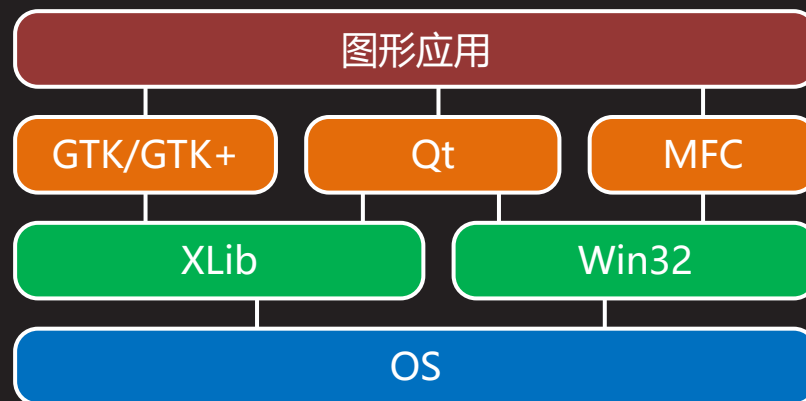 图形应用
GTK/GTK+ Qt MFC
XLib Win32
OS